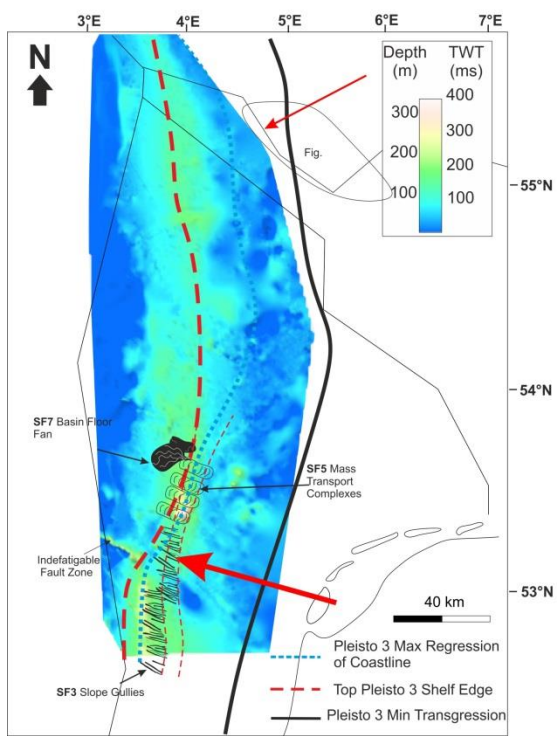 3°E 4°E 5°E 6°E 7°E
N
Depth (m)
TWT (ms)
300
200
100
400
300
200
100
Fig.
55°N
54°N
53°N
SF7 Basin Floor
Fan
SF5 Mass
Transport
Complexes
Indefatigable
Fault Zone
SF3 Slope Gullies
40 km
Pleisto 3 Max Regression
of Coastline
Top Pleisto 3 Shelf Edge
Pleisto 3 Min Transgression